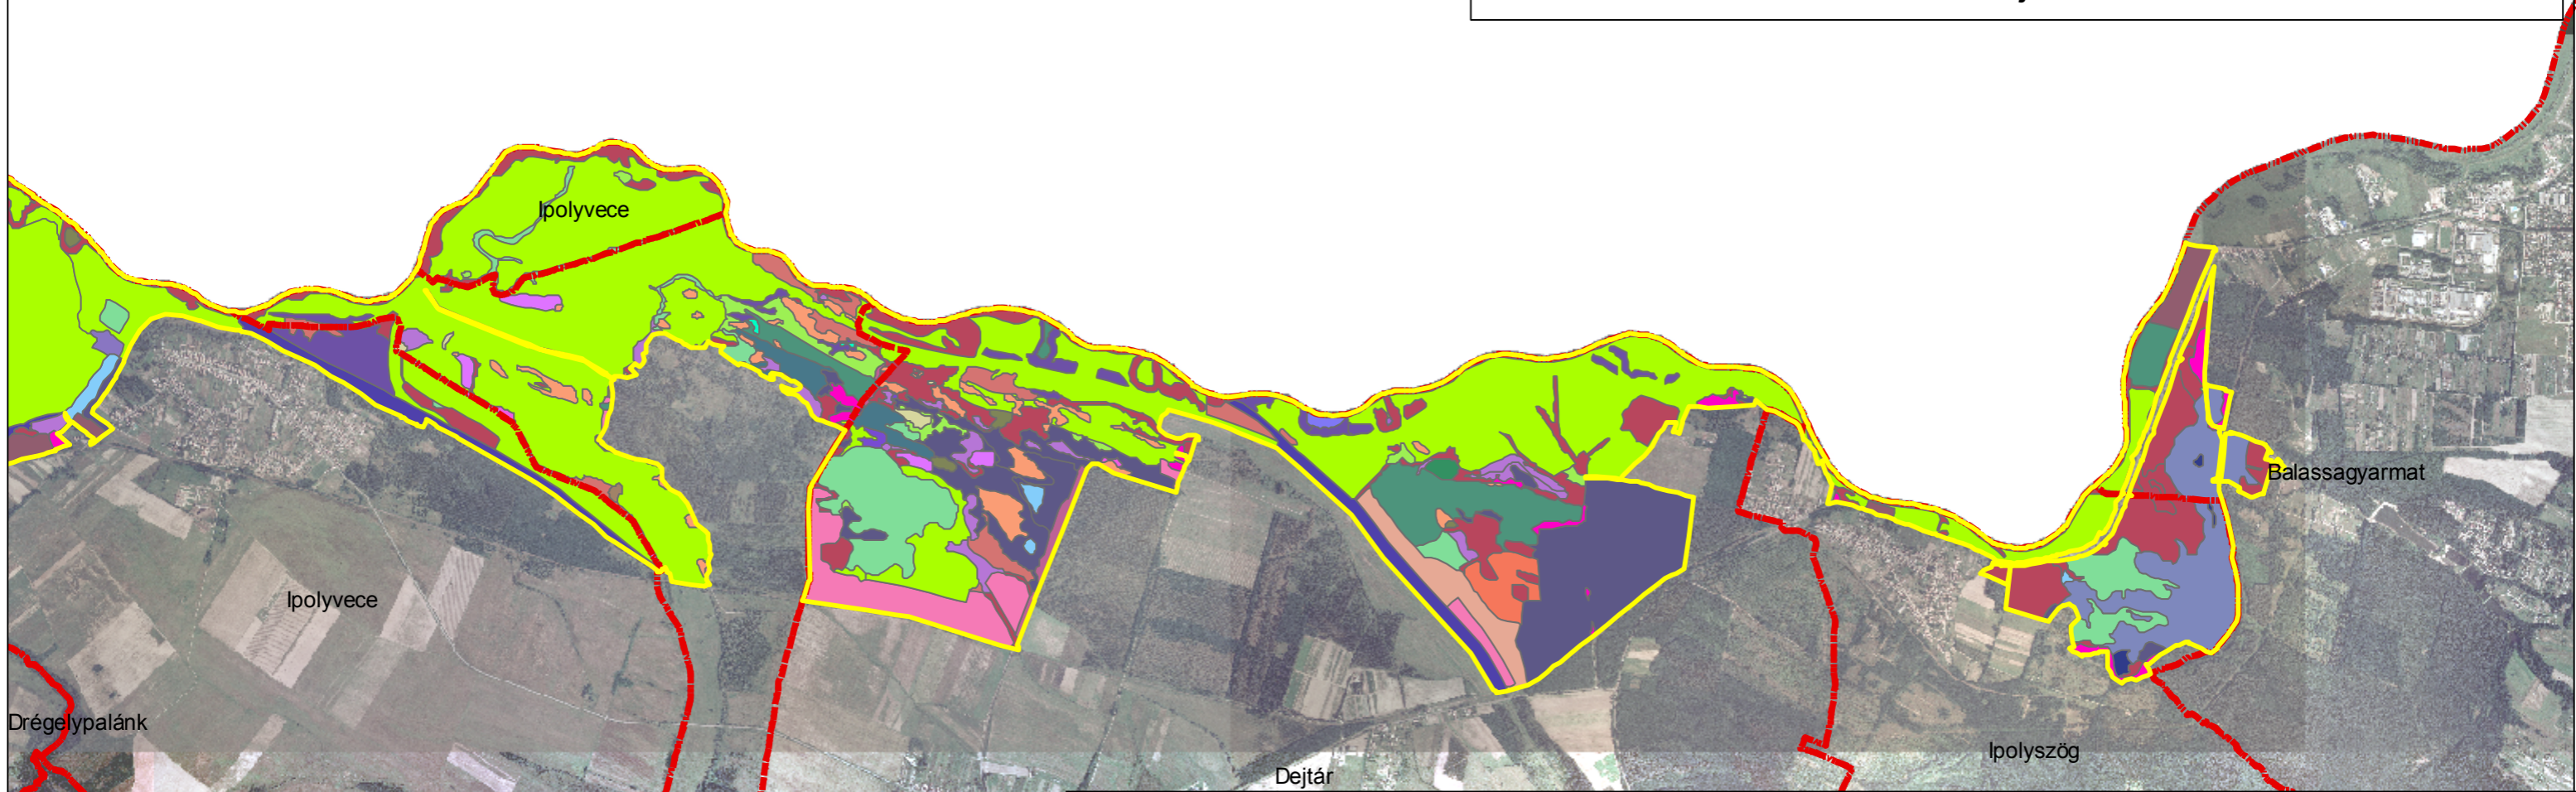 Ipolyvece
Balassagyarmat
Ipolyvece
Drégelypalánk
Ipolyszög
Dejtár